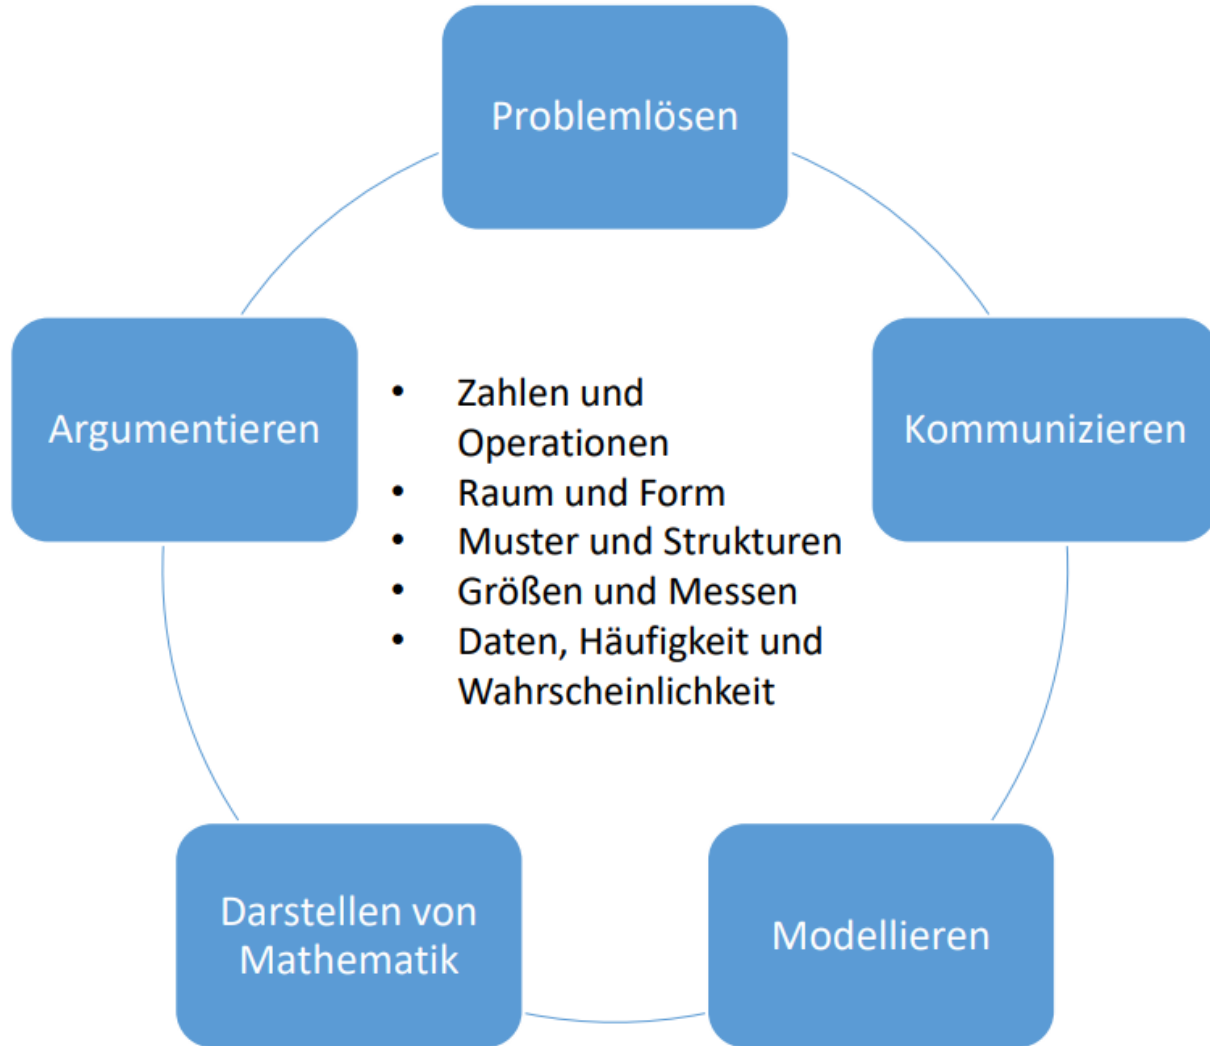 Problemlösen
Argumentieren
Kommunizieren
• Zahlen und
Operationen
• Raum und Form
• Muster und Strukturen
• Größen und Messen
• Daten, Häufigkeit und
Wahrscheinlichkeit
Darstellen von
Mathematik
Modellieren